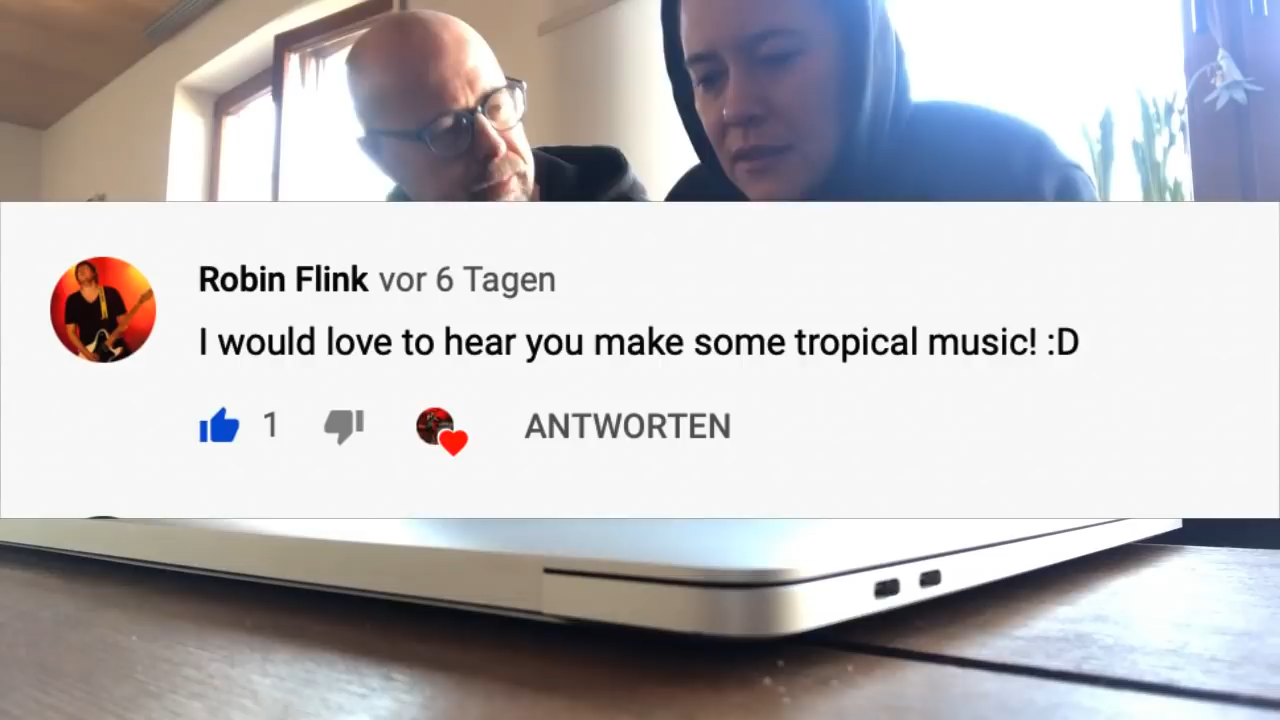 Robin Flink vor 6 Tagen
I would love to hear you make some tropical music! :D
1 ANTWORTEN